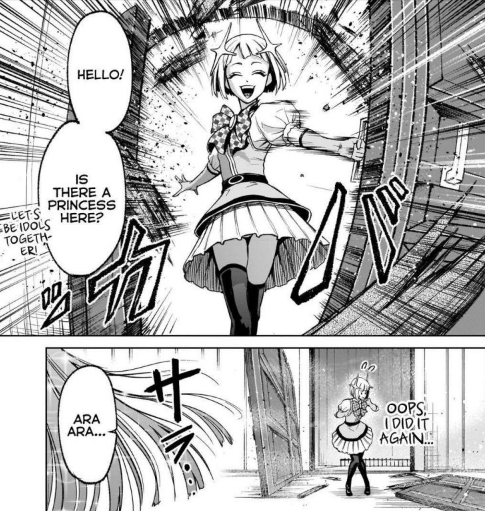 HELLO!
IS
THERE A
PRINCESS
HERE?
LET'S
BE IDOLS
TOGETH-
ER!
ARA
ARA...
OOPS,
I DID IT
AGAIN...